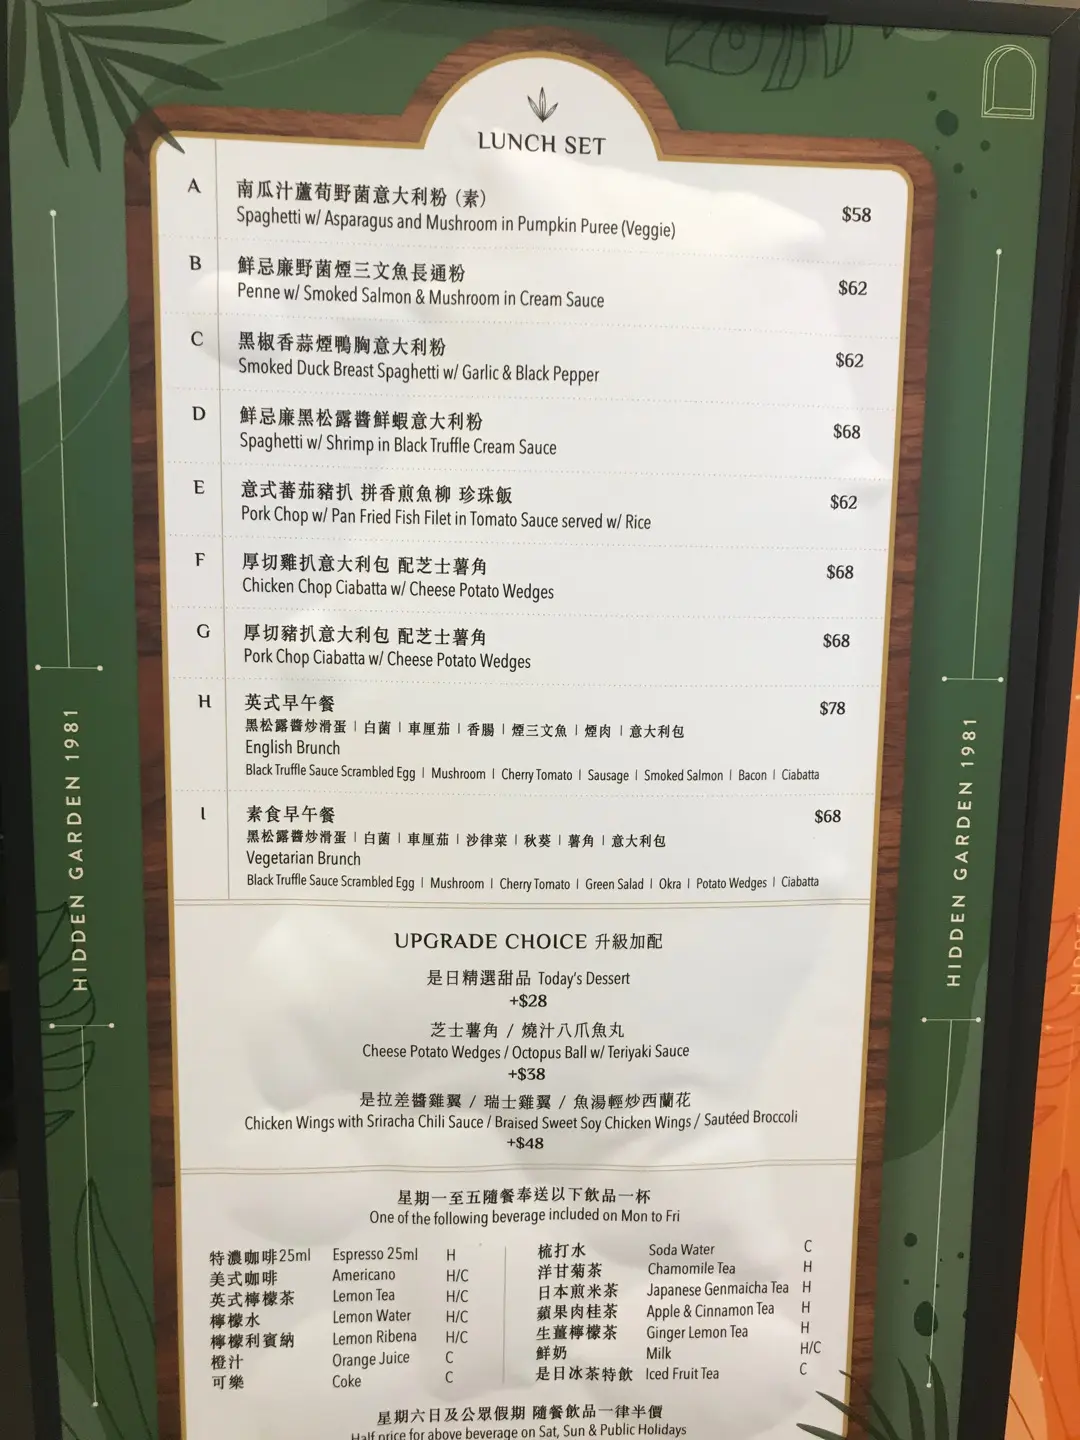 LUNCH SET
A 南瓜汁蘆荀野菌意大利粉 (素) $58
Spaghetti w/ Asparagus and Mushroom in Pumpkin Puree (Veggie)
B 鮮忌廉野菌煙三文魚長通粉 $62
Penne w/ Smoked Salmon & Mushroom in Cream Sauce
C 黑椒香蒜煙鴨胸意大利粉 $62
Smoked Duck Breast Spaghetti w/ Garlic & Black Pepper
D 鮮忌廉黑松露醬鮮蝦意大利粉 $68
Spaghetti w/ Shrimp in Black Truffle Cream Sauce
E 意式蕃茄豬扒 拼香煎魚柳 珍珠飯 $62
Pork Chop w/ Pan Fried Fish Filet in Tomato Sauce served w/ Rice
F 厚切雞扒意大利包 配芝士薯角 $68
Chicken Chop Ciabatta w/ Cheese Potato Wedges
G 厚切豬扒意大利包 配芝士薯角 $68
Pork Chop Ciabatta w/ Cheese Potato Wedges
H 英式早午餐 $78
黑松露醬炒滑蛋 | 白菌 | 車厘茄 | 香腸 | 煙三文魚 | 煙肉 | 意大利包
English Brunch
Black Truffle Sauce Scrambled Egg | Mushroom | Cherry Tomato | Sausage | Smoked Salmon | Bacon | Ciabatta
I 素食早午餐 $68
黑松露醬炒滑蛋 | 白菌 | 車厘茄 | 沙律菜 | 秋葵 | 薯角 | 意大利包
Vegetarian Brunch
Black Truffle Sauce Scrambled Egg | Mushroom | Cherry Tomato | Green Salad | Okra | Potato Wedges | Ciabatta
UPGRADE CHOICE 升級加配
是日精選甜品 Today's Dessert
+$28
芝士薯角 / 燒汁八爪魚丸
Cheese Potato Wedges / Octopus Ball w/ Teriyaki Sauce
+$38
是拉差醬雞翼 / 瑞士雞翼 / 魚湯輕炒西蘭花
Chicken Wings with Sriracha Chili Sauce / Braised Sweet Soy Chicken Wings / Sautéed Broccoli
+$48
星期一至五隨餐奉送以下飲品一杯
One of the following beverage included on Mon to Fri
特濃咖啡25ml Espresso 25ml H
美式咖啡 Americano H/C
英式檸檬茶 Lemon Tea H/C
檸檬水 Lemon Water H/C
檸檬利賓納 Lemon Ribena H/C
橙汁 Orange Juice C
可樂 Coke C
梳打水 Soda Water C
洋甘菊茶 Chamomile Tea H
日本煎米茶 Japanese Genmaicha Tea H
蘋果肉桂茶 Apple & Cinnamon Tea H
生薑檸檬茶 Ginger Lemon Tea H
鮮奶 Milk H/C
是日冰茶特飲 Iced Fruit Tea C
星期六日及公眾假期 隨餐飲品一律半價
Half price for above beverage on Sat, Sun & Public Holidays
HIDDEN GARDEN 1981
HIDDEN GARDEN 1981